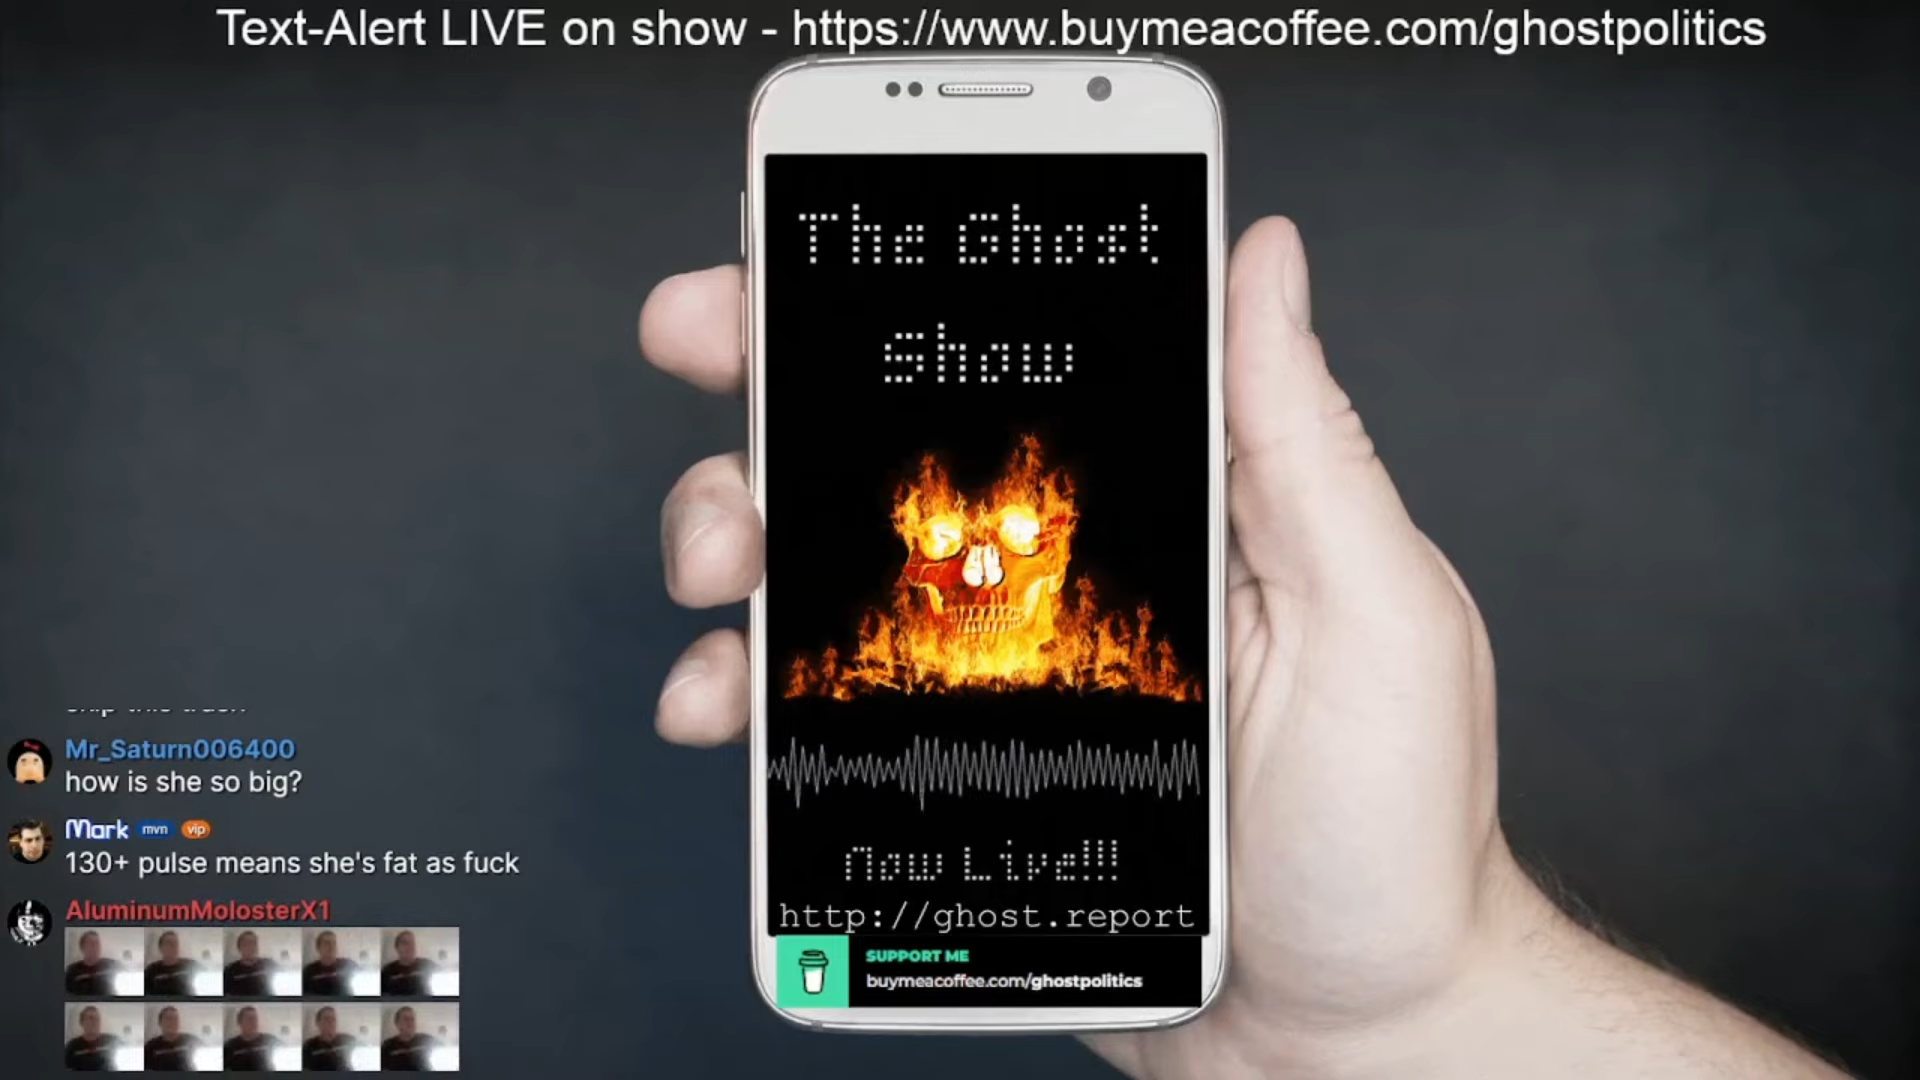 Text-Alert LIVE on show - https://www.buymeacoffee.com/ghostpolitics
The Ghost
Show
Now Live!!!
http://ghost.report
SUPPORT ME
buymeacoffee.com/ghostpolitics
Mr_Saturn006400
how is she so big?
Mark mvn vip
130+ pulse means she's fat as fuck
AluminumMolosterX1